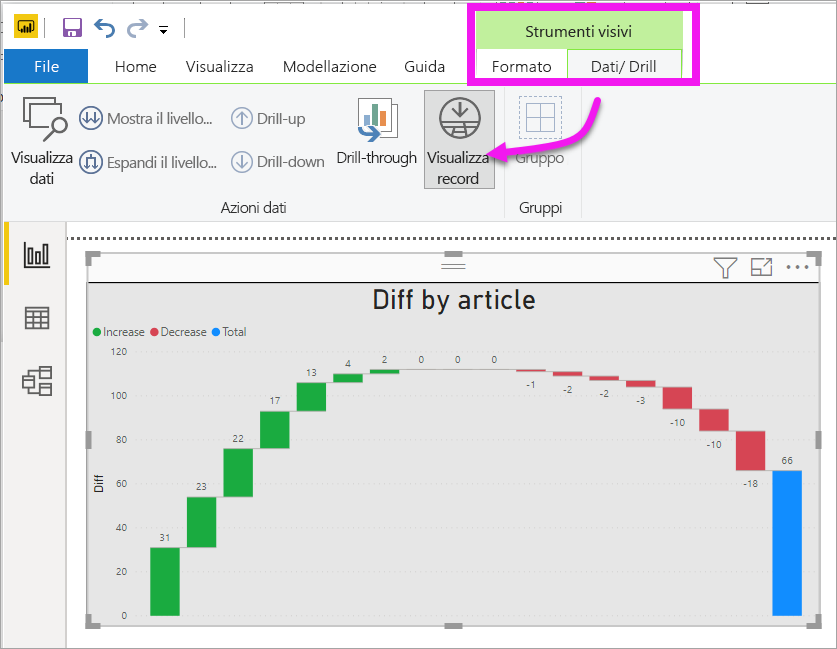 Strumenti visivi
File
Home
Visualizza
Modellazione
Guida
Formato
Dati/ Drill
Visualizza
dati
Mostra il livello...
Espandi il livello...
Drill-up
Drill-down
Drill-through
Visualizza
record
Gruppo
Azioni dati
Gruppi
Diff by article
Increase
Decrease
Total
120
100
80
60
40
20
0
Diff
31
23
22
17
13
4
2
0
0
0
-1
-2
-2
-3
-10
-10
-18
66